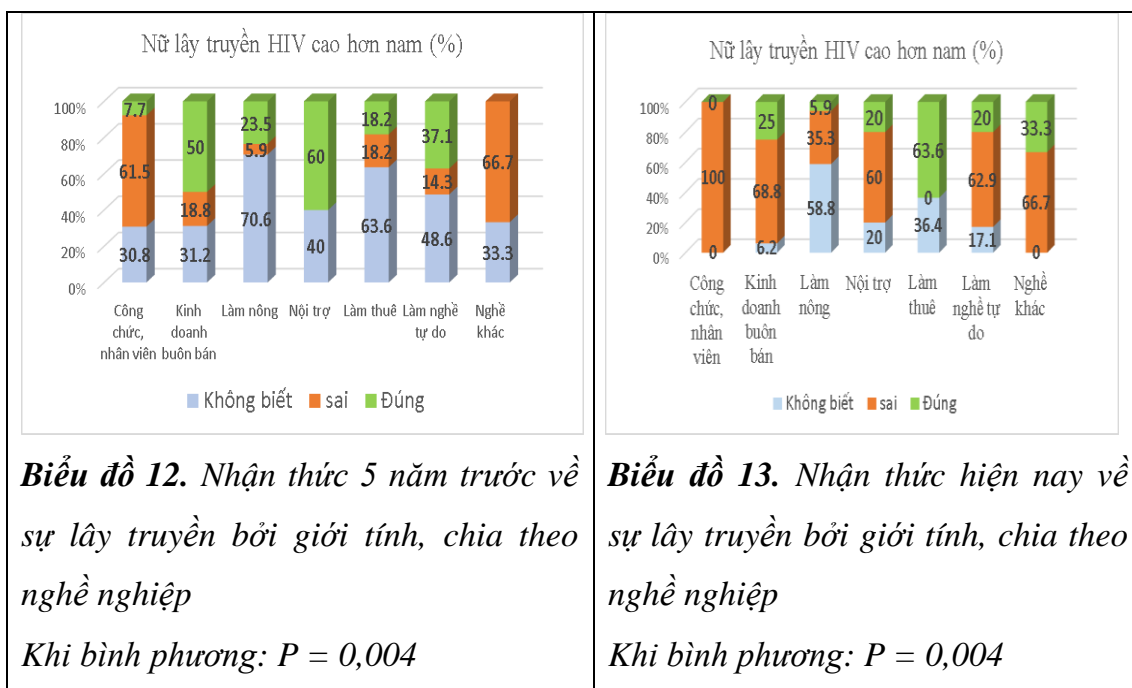 Nữ lây truyền HIV cao hơn nam (%)
100%
80%
60%
40%
20%
0%
7.7
61.5
30.8
50
18.8
31.2
23.5
5.9
70.6
60
40
18.2
18.2
63.6
37.1
14.3
48.6
66.7
33.3
Công chức, nhân viên
Kinh doanh buôn bán
Làm nông
Nội trợ
Làm thuê
Làm nghề tự do
Nghề khác
Không biết sai Đúng
Biểu đồ 12. Nhận thức 5 năm trước về
sự lây truyền bởi giới tính, chia theo
nghề nghiệp
Khi bình phương: P = 0,004
Nữ lây truyền HIV cao hơn nam (%)
100%
80%
60%
40%
20%
0%
0
100
0
25
68.8
6.2
5.9
35.3
58.8
20
60
20
63.6
0
36.4
20
62.9
17.1
33.3
66.7
0
Công chức, nhân viên
Kinh doanh buôn bán
Làm nông
Nội trợ
Làm thuê
Làm nghề tự do
Nghề khác
Không biết sai Đúng
Biểu đồ 13. Nhận thức hiện nay về
sự lây truyền bởi giới tính, chia theo
nghề nghiệp
Khi bình phương: P = 0,004